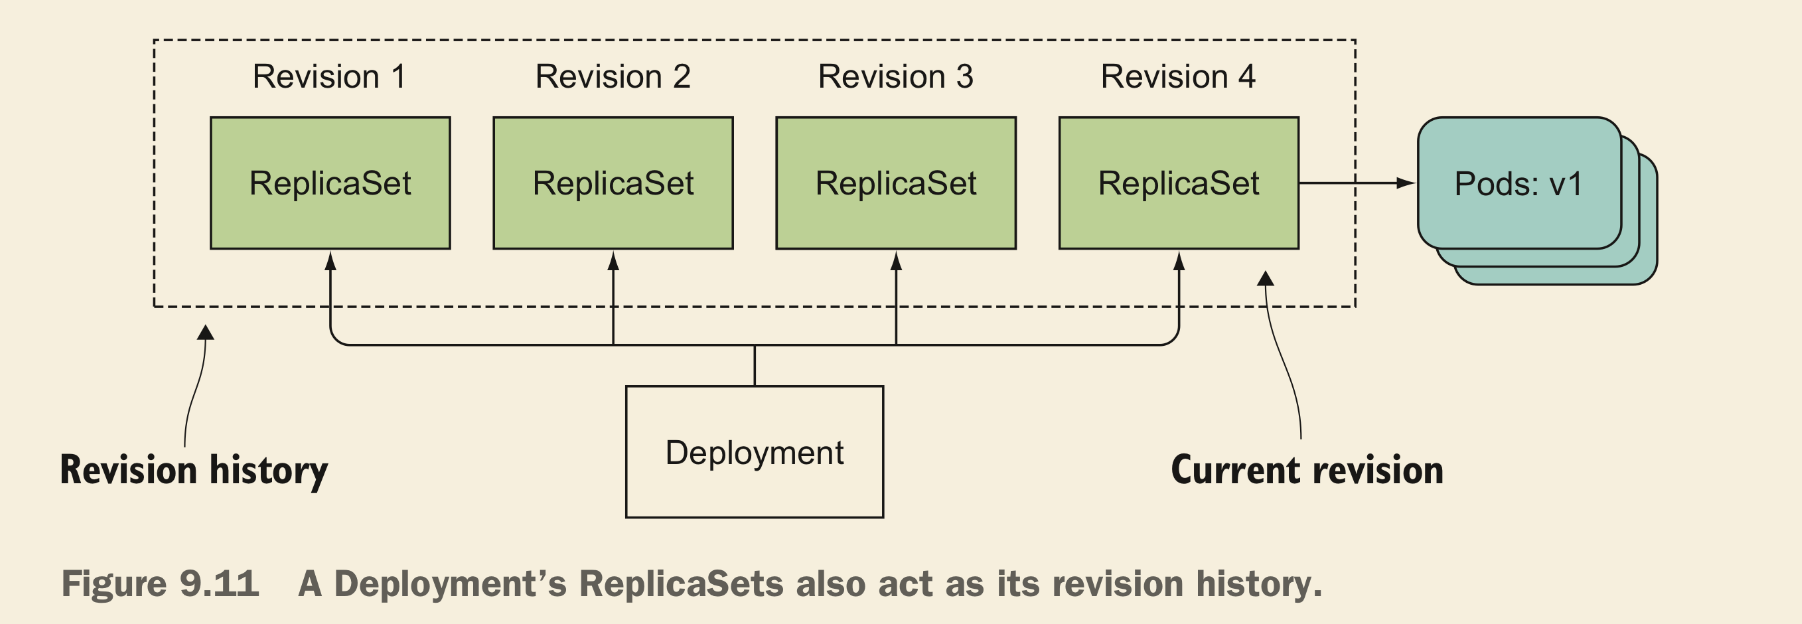 Revision 1
Revision 2
Revision 3
Revision 4
ReplicaSet
ReplicaSet
ReplicaSet
ReplicaSet
Pods: v1
Revision history
Deployment
Current revision
Figure 9.11 A Deployment’s ReplicaSets also act as its revision history.